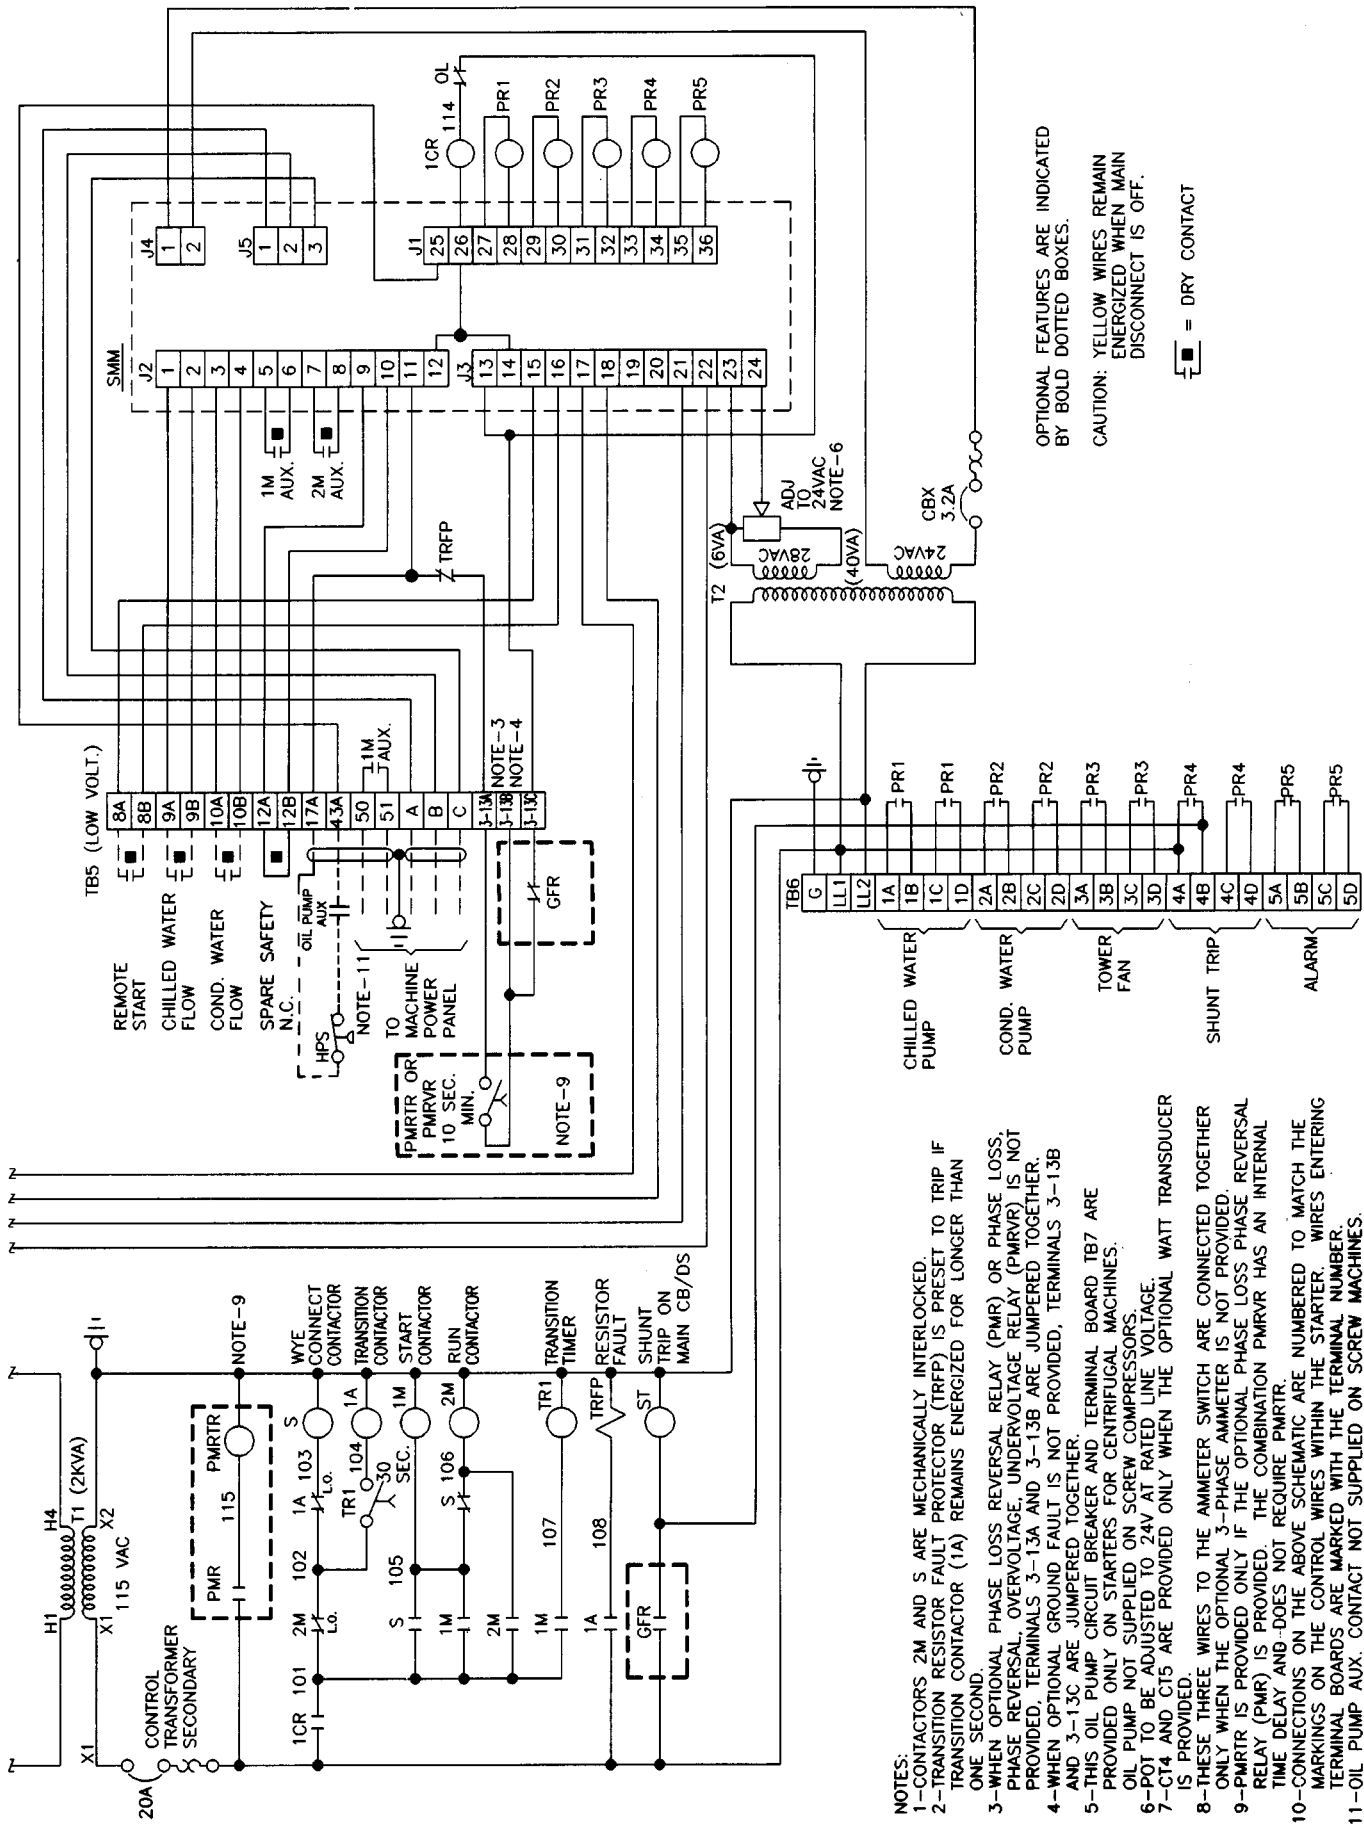 Z
Z
H1
H4
T1 (2KVA)
X1
X2
115 VAC
X1
20A
CONTROL
TRANSFORMER
SECONDARY
PMR
115
PMRTR
NOTE-9
1CR
101
2M
L.O.
102
1A
L.O.
103
S
WYE
CONNECT
CONTACTOR
TR1
104
30
SEC.
1A
TRANSITION
CONTACTOR
S
105
1M
START
CONTACTOR
1M
S
106
2M
RUN
CONTACTOR
2M
1M
107
TR1
TRANSITION
TIMER
1A
108
TRFP
RESISTOR
FAULT
GFR
ST
SHUNT
TRIP ON
MAIN CB/DS
Z
Z
Z
Z
TB5 (LOW VOLT.)
REMOTE
START
8A
8B
CHILLED WATER
FLOW
9A
9B
COND. WATER
FLOW
10A
10B
SPARE SAFETY
N.C.
12A
12B
OIL PUMP
AUX
17A
43A
HPS
NOTE-11
50
51
1M
AUX.
TO
MACHINE
POWER
PANEL
A
B
C
3-13A
3-13B
3-13C
NOTE-3
NOTE-4
PMRTR OR
PMRVR
10 SEC.
MIN.
NOTE-9
GFR
TRFP
1M
AUX.
2M
AUX.
SMM
J2
1
2
3
4
5
6
7
8
9
10
11
12
J3
13
14
15
16
17
18
19
20
21
22
23
24
J4
1
2
J5
1
2
3
J1
25
26
27
28
29
30
31
32
33
34
35
36
1CR
114
OL
PR1
PR2
PR3
PR4
PR5
T2
(6VA)
28VAC
(40VA)
24VAC
ADJ
TO
24VAC
NOTE-6
CBX
3.2A
TB6
G
LL1
LL2
1A
1B
1C
1D
2A
2B
2C
2D
3A
3B
3C
3D
4A
4B
4C
4D
5A
5B
5C
5D
PR1
PR1
PR2
PR2
PR3
PR3
PR4
PR4
PR5
PR5
CHILLED WATER
PUMP
COND. WATER
PUMP
TOWER
FAN
SHUNT TRIP
ALARM
OPTIONAL FEATURES ARE INDICATED
BY BOLD DOTTED BOXES.
CAUTION: YELLOW WIRES REMAIN
ENERGIZED WHEN MAIN
DISCONNECT IS OFF.
= DRY CONTACT
NOTES:
1-CONTACTORS 2M AND S ARE MECHANICALLY INTERLOCKED.
2-TRANSITION RESISTOR FAULT PROTECTOR (TRFP) IS PRESET TO TRIP IF
TRANSITION CONTACTOR (1A) REMAINS ENERGIZED FOR LONGER THAN
ONE SECOND.
3-WHEN OPTIONAL PHASE LOSS REVERSAL RELAY (PMR) OR PHASE LOSS,
PHASE REVERSAL, OVERVOLTAGE, UNDERVOLTAGE RELAY (PMRVR) IS NOT
PROVIDED, TERMINALS 3-13A AND 3-13B ARE JUMPERED TOGETHER.
4-WHEN OPTIONAL GROUND FAULT IS NOT PROVIDED, TERMINALS 3-13B
AND 3-13C ARE JUMPERED TOGETHER.
5-THIS OIL PUMP CIRCUIT BREAKER AND TERMINAL BOARD TB7 ARE
PROVIDED ONLY ON STARTERS FOR CENTRIFUGAL MACHINES.
OIL PUMP NOT SUPPLIED ON SCREW COMPRESSORS.
6-POT TO BE ADJUSTED TO 24V AT RATED LINE VOLTAGE.
7-CT4 AND CT5 ARE PROVIDED ONLY WHEN THE OPTIONAL WATT TRANSDUCER
IS PROVIDED.
8-THESE THREE WIRES TO THE AMMETER SWITCH ARE CONNECTED TOGETHER
ONLY WHEN THE OPTIONAL 3-PHASE AMMETER IS NOT PROVIDED.
9-PMRTR IS PROVIDED ONLY IF THE OPTIONAL PHASE LOSS PHASE REVERSAL
RELAY (PMR) IS PROVIDED. THE COMBINATION PMRVR HAS AN INTERNAL
TIME DELAY AND DOES NOT REQUIRE PMRTR.
10-CONNECTIONS ON THE ABOVE SCHEMATIC ARE NUMBERED TO MATCH THE
MARKINGS ON THE CONTROL WIRES WITHIN THE STARTER. WIRES ENTERING
TERMINAL BOARDS ARE MARKED WITH THE TERMINAL NUMBER.
11-OIL PUMP AUX. CONTACT NOT SUPPLIED ON SCREW MACHINES.